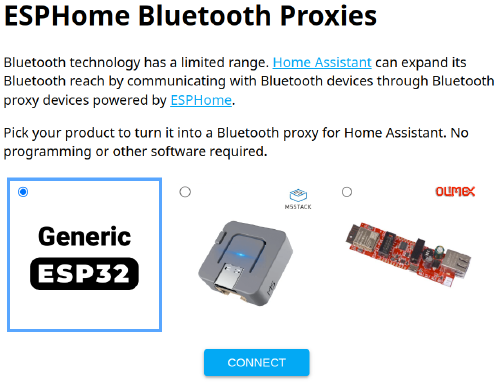 ESPHome Bluetooth Proxies
Bluetooth technology has a limited range. Home Assistant can expand its
Bluetooth reach by communicating with Bluetooth devices through Bluetooth
proxy devices powered by ESPHome.
Pick your product to turn it into a Bluetooth proxy for Home Assistant. No
programming or other software required.
Generic
ESP32
M5STACK
OLIMEX
CONNECT